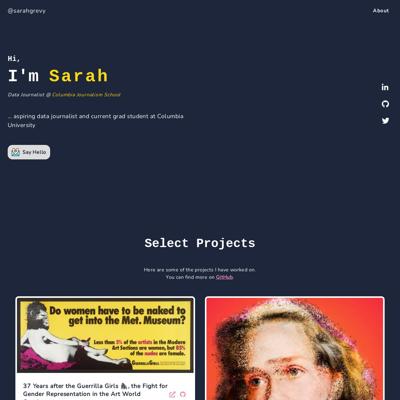 @sarahgrevy
About
Hi,
I'm Sarah
Data Journalist @ Columbia Journalism School
... aspiring data journalist and current grad student at Columbia
University
Say Hello
Select Projects
Here are some of the projects I have worked on.
You can find more on GitHub.
Do women have to be naked to
get into the Met. Museum?
Less than 5% of the artists in the Modern
Art Sections are women, but 85%
of the nudes are female.
GUERRILLA GIRLS
37 Years after the Guerrilla Girls 🦍, the Fight for
Gender Representation in the Art World